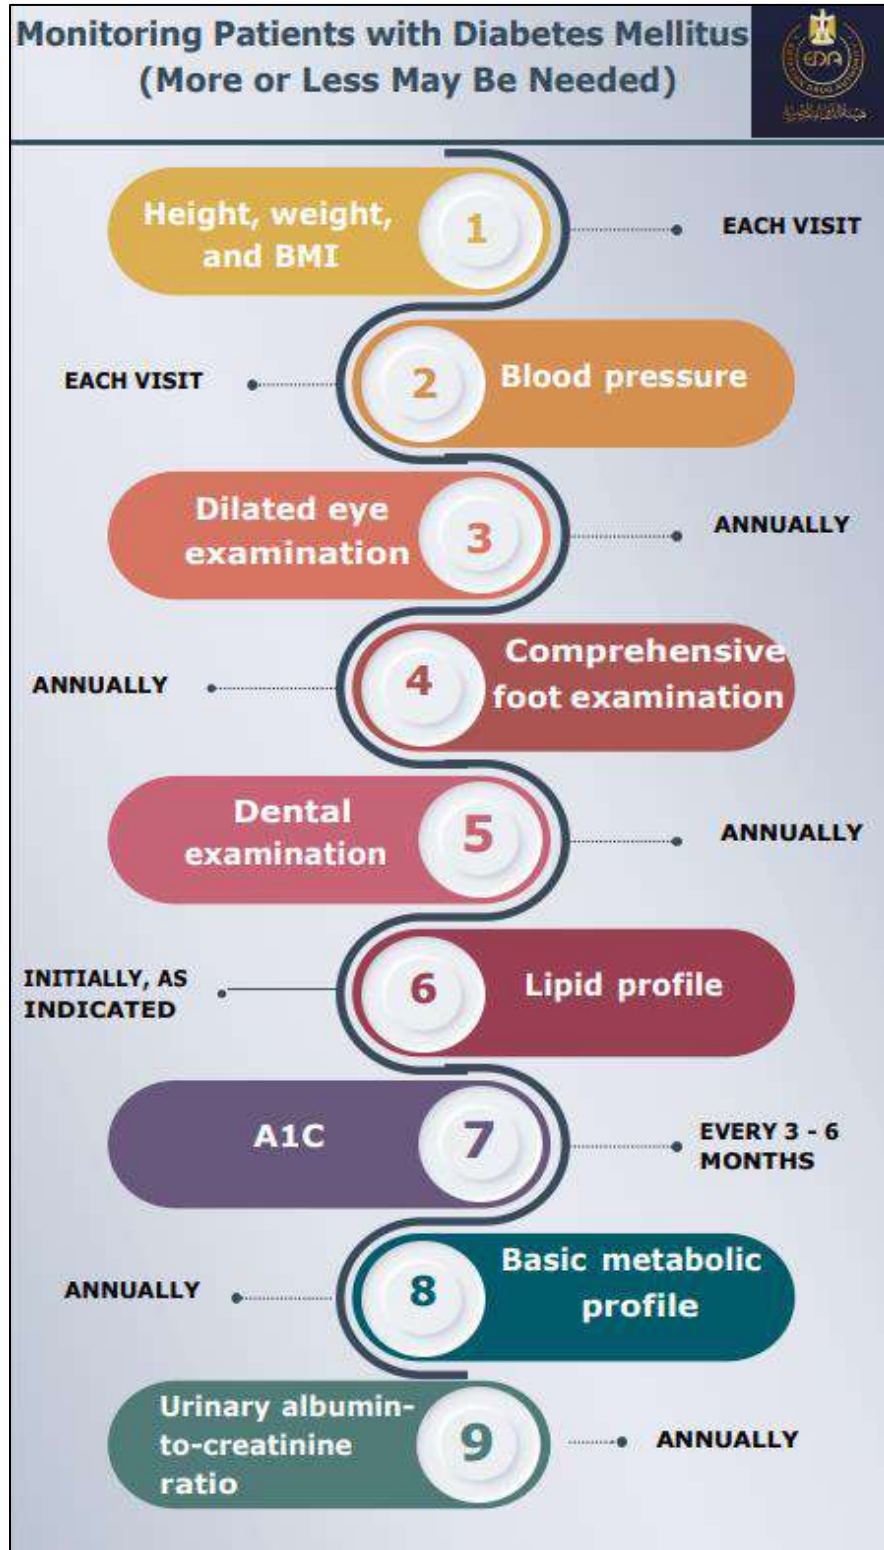 Monitoring Patients with Diabetes Mellitus
(More or Less May Be Needed)
EDA
Height, weight,
and BMI
1
EACH VISIT
EACH VISIT
2
Blood pressure
Dilated eye
examination
3
ANNUALLY
ANNUALLY
4
Comprehensive
foot examination
Dental
examination
5
ANNUALLY
INITIALLY, AS
INDICATED
6
Lipid profile
A1C
7
EVERY 3 - 6
MONTHS
ANNUALLY
8
Basic metabolic
profile
Urinary albumin-
to-creatinine
ratio
9
ANNUALLY